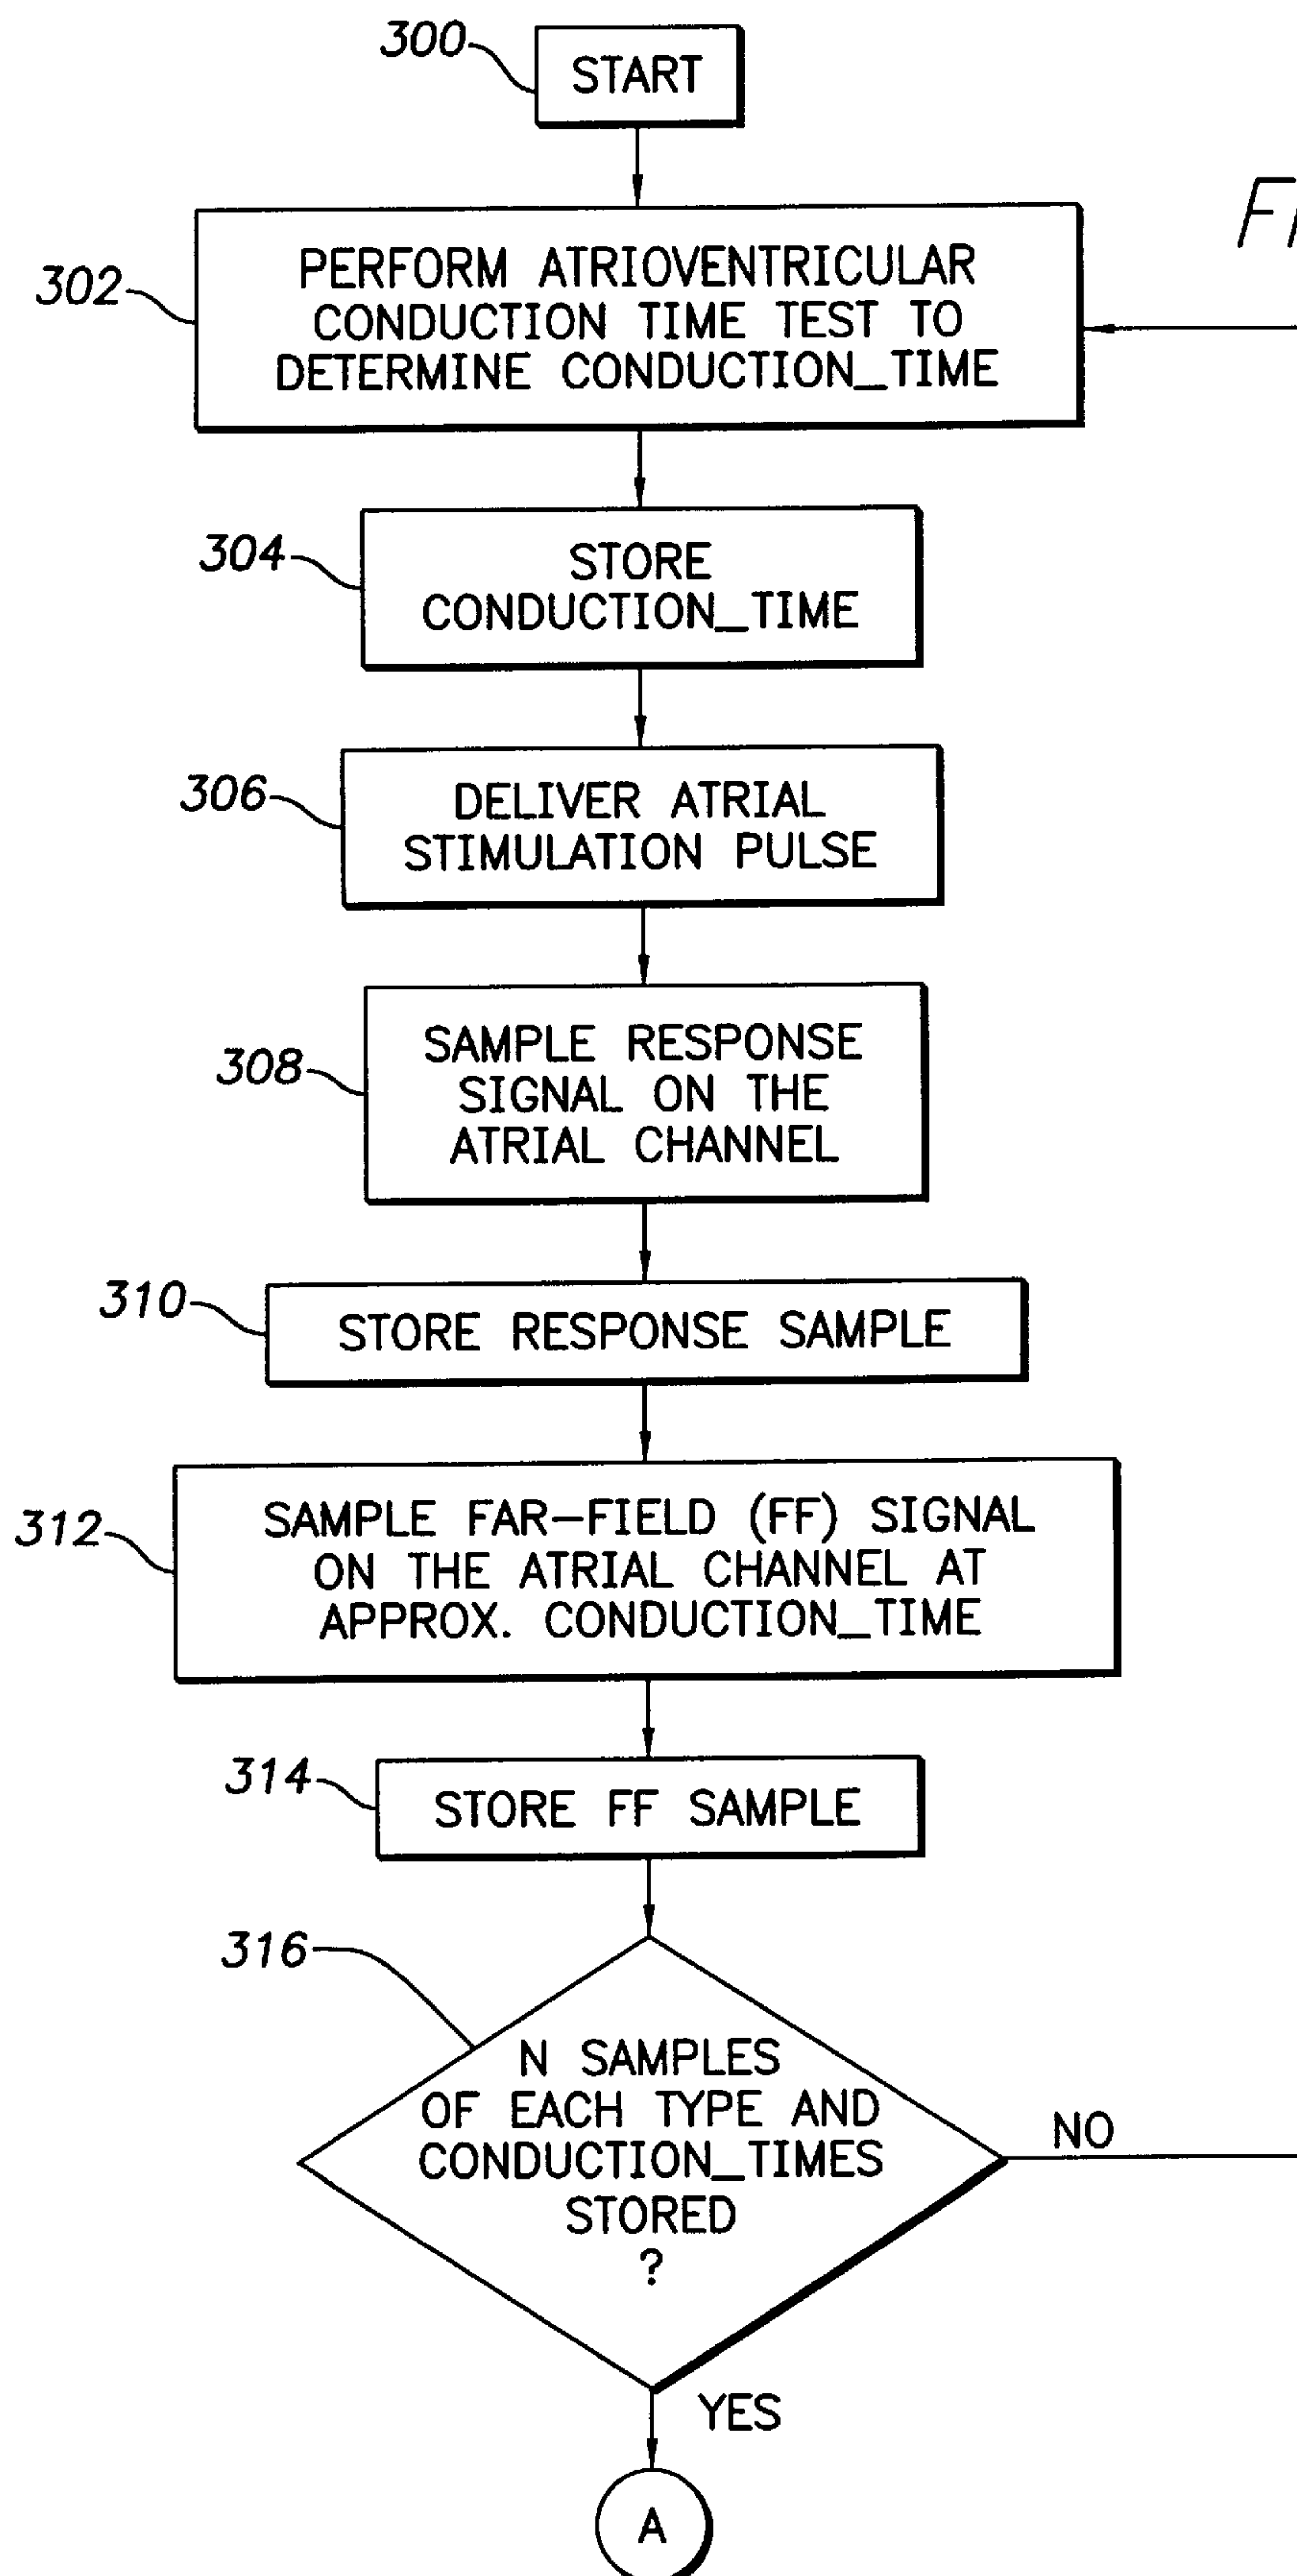 300
START
302
PERFORM ATRIOVENTRICULAR
CONDUCTION TIME TEST TO
DETERMINE CONDUCTION_TIME
304
STORE
CONDUCTION_TIME
306
DELIVER ATRIAL
STIMULATION PULSE
308
SAMPLE RESPONSE
SIGNAL ON THE
ATRIAL CHANNEL
310
STORE RESPONSE SAMPLE
312
SAMPLE FAR-FIELD (FF) SIGNAL
ON THE ATRIAL CHANNEL AT
APPROX. CONDUCTION_TIME
314
STORE FF SAMPLE
316
N SAMPLES
OF EACH TYPE AND
CONDUCTION_TIMES
STORED
?
NO
YES
A